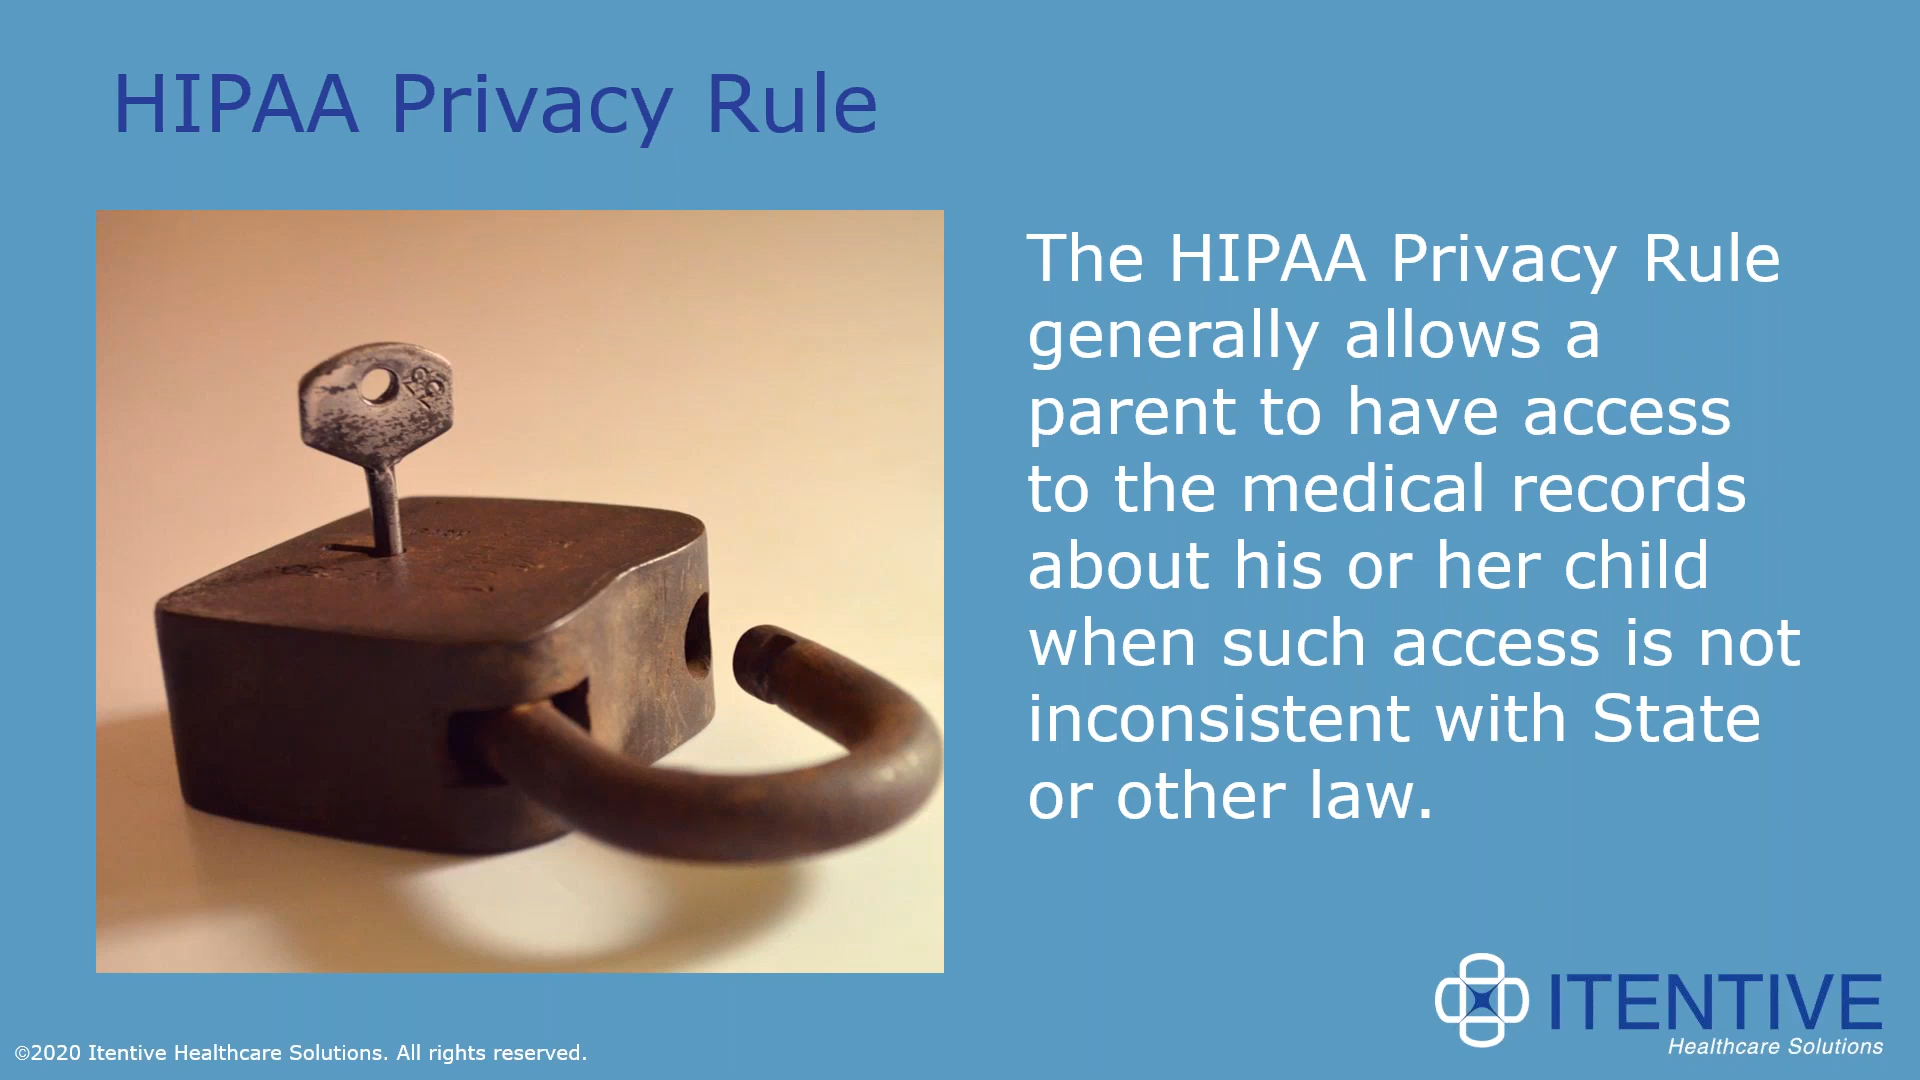 HIPAA Privacy Rule
The HIPAA Privacy Rule
generally allows a
parent to have access
to the medical records
about his or her child
when such access is not
inconsistent with State
or other law.
ITENTIVE
Healthcare Solutions
©2020 Itentive Healthcare Solutions. All rights reserved.